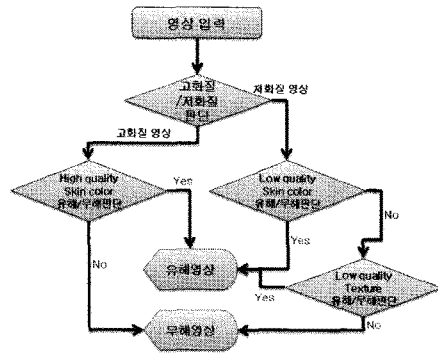 영상 입력
고화질
/저화질
판단
저화질 영상
고화질 영상
High quality
Skin color
유해/무해판단
Yes
Low quality
Skin color
유해/무해판단
No
Yes
No
유해영상
Yes
Low quality
Texture
유해/무해판단
무해영상
No